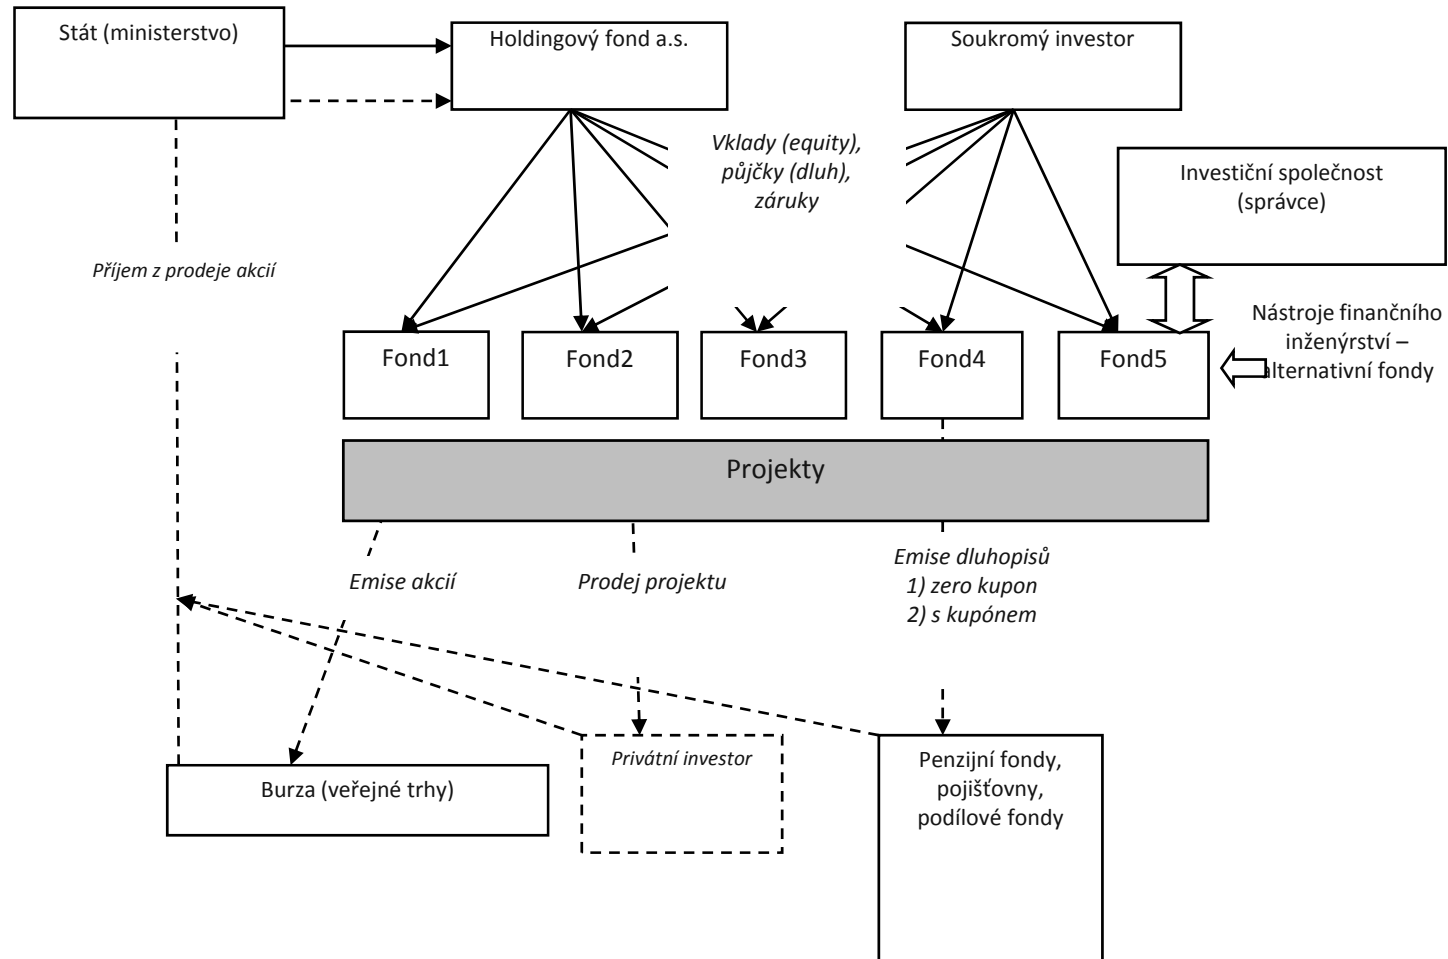 Stát (ministerstvo)
Holdingový fond a.s.
Soukromý investor
Vklady (equity),
půjčky (dluh),
záruky
Investiční společnost
(správce)
Příjem z prodeje akcií
Nástroje finančního
inženýrství –
alternativní fondy
Fond1
Fond2
Fond3
Fond4
Fond5
Projekty
Emise akcií
Prodej projektu
Emise dluhopisů
1) zero kupon
2) s kupónem
Burza (veřejné trhy)
Privátní investor
Penzijní fondy,
pojišťovny,
podílové fondy